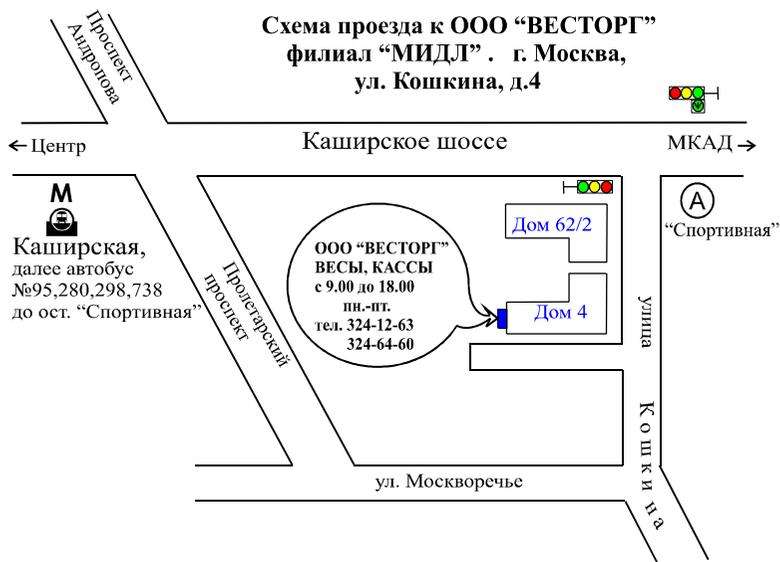 Схема проезда к ООО “ВЕСТОРГ”
филиал “МИДЛ” .   г. Москва,
ул. Кошкина, д.4
Проспект
Андропова
← Центр
Каширское шоссе
МКАД →
М
Каширская,
далее автобус
№95,280,298,738
до ост. “Спортивная”
Пролетарский
проспект
ООО “ВЕСТОРГ”
ВЕСЫ, КАССЫ
с 9.00 до 18.00
пн.-пт.
тел. 324-12-63
324-64-60
Дом 62/2
Дом 4
А
“Спортивная”
улица Кошкина
ул. Москворечье